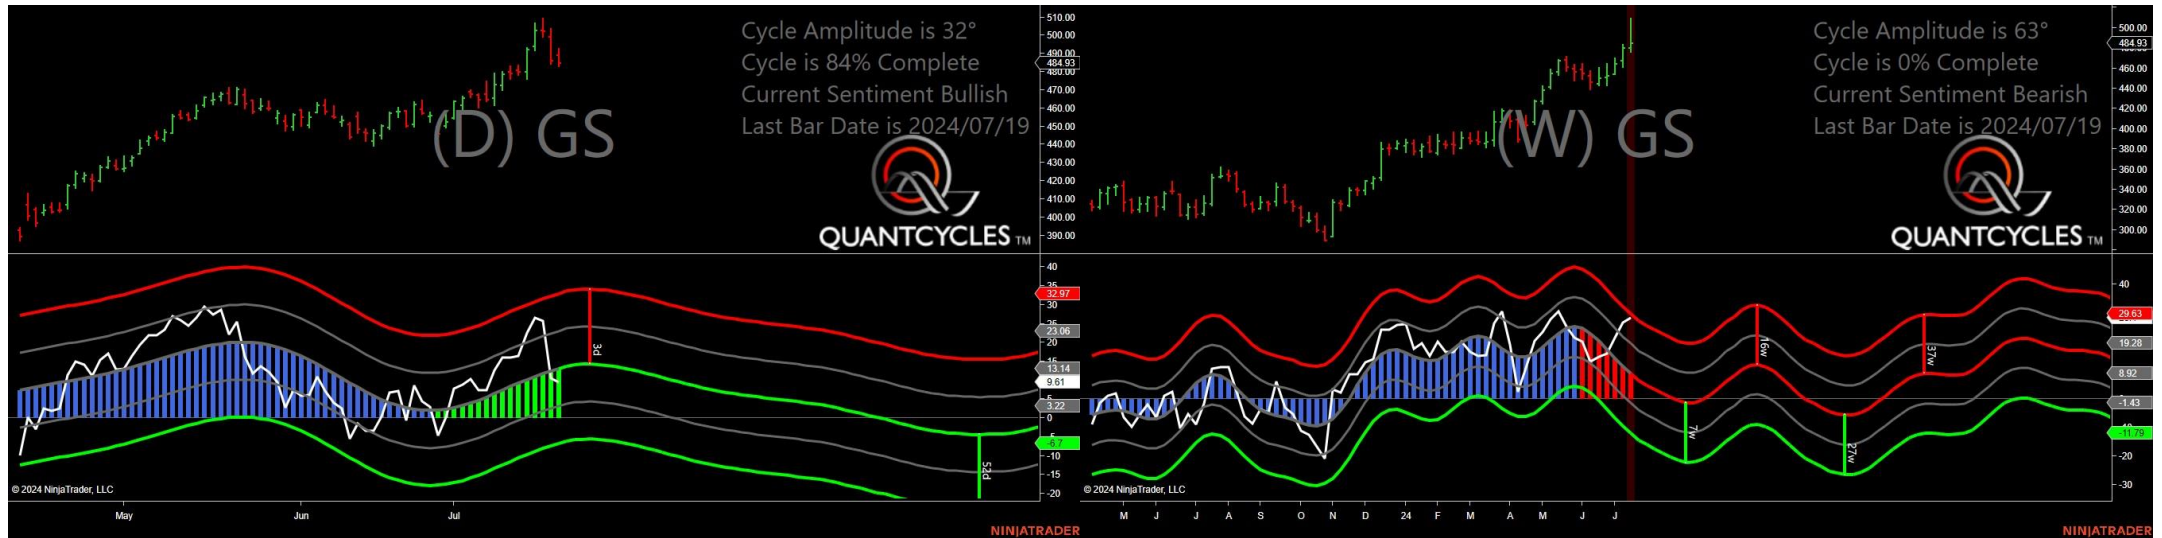 Cycle Amplitude is 32°
Cycle is 84% Complete
Current Sentiment Bullish
Last Bar Date is 2024/07/19
(D) GS
QUANTCYCLES TM
510.00
500.00
490.00
484.93
480.00
470.00
460.00
450.00
440.00
430.00
420.00
410.00
400.00
390.00
40
32.97
30
23.06
20
15
13.14
9.61
3.22
0
-6.7
-10
-15
-20
3d
52d
© 2024 NinjaTrader, LLC
May
Jun
Jul
NINJATRADER
Cycle Amplitude is 63°
Cycle is 0% Complete
Current Sentiment Bearish
Last Bar Date is 2024/07/19
(W) GS
QUANTCYCLES TM
500.00
484.93
460.00
440.00
420.00
400.00
380.00
360.00
340.00
320.00
300.00
40
29.63
19.28
8.92
-1.43
-11.79
-20
-30
7w
16w
27w
37w
© 2024 NinjaTrader, LLC
M J J A S O N D 24 F M A M J J
NINJATRADER